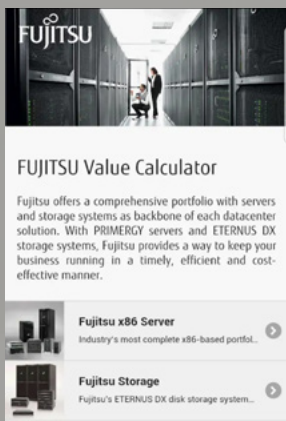 FUJITSU
FUJITSU Value Calculator
Fujitsu offers a comprehensive portfolio with servers
and storage systems as backbone of each datacenter
solution. With PRIMERGY servers and ETERNUS DX
storage systems, Fujitsu provides a way to keep your
business running in a timely, efficient and cost-
effective manner.
Fujitsu x86 Server
Industry's most complete x86-based portfol...
Fujitsu Storage
Fujitsu's ETERNUS DX disk storage system...